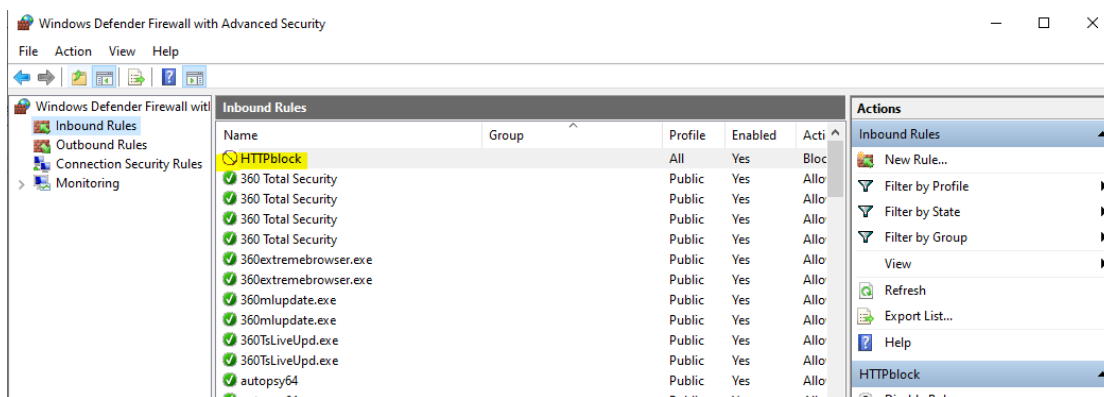 Windows Defender Firewall with Advanced Security
File Action View Help
Windows Defender Firewall with
Inbound Rules
Outbound Rules
Connection Security Rules
Monitoring
Inbound Rules
Name Group Profile Enabled Acti
HTTPblock All Yes Bloc
360 Total Security Public Yes Allo
360 Total Security Public Yes Allo
360 Total Security Public Yes Allo
360 Total Security Public Yes Allo
360extremebrowser.exe Public Yes Allo
360extremebrowser.exe Public Yes Allo
360mlupdate.exe Public Yes Allo
360mlupdate.exe Public Yes Allo
360TsLiveUpd.exe Public Yes Allo
360TsLiveUpd.exe Public Yes Allo
autopsy64 Public Yes Allo
Actions
Inbound Rules
New Rule...
Filter by Profile
Filter by State
Filter by Group
View
Refresh
Export List...
Help
HTTPblock